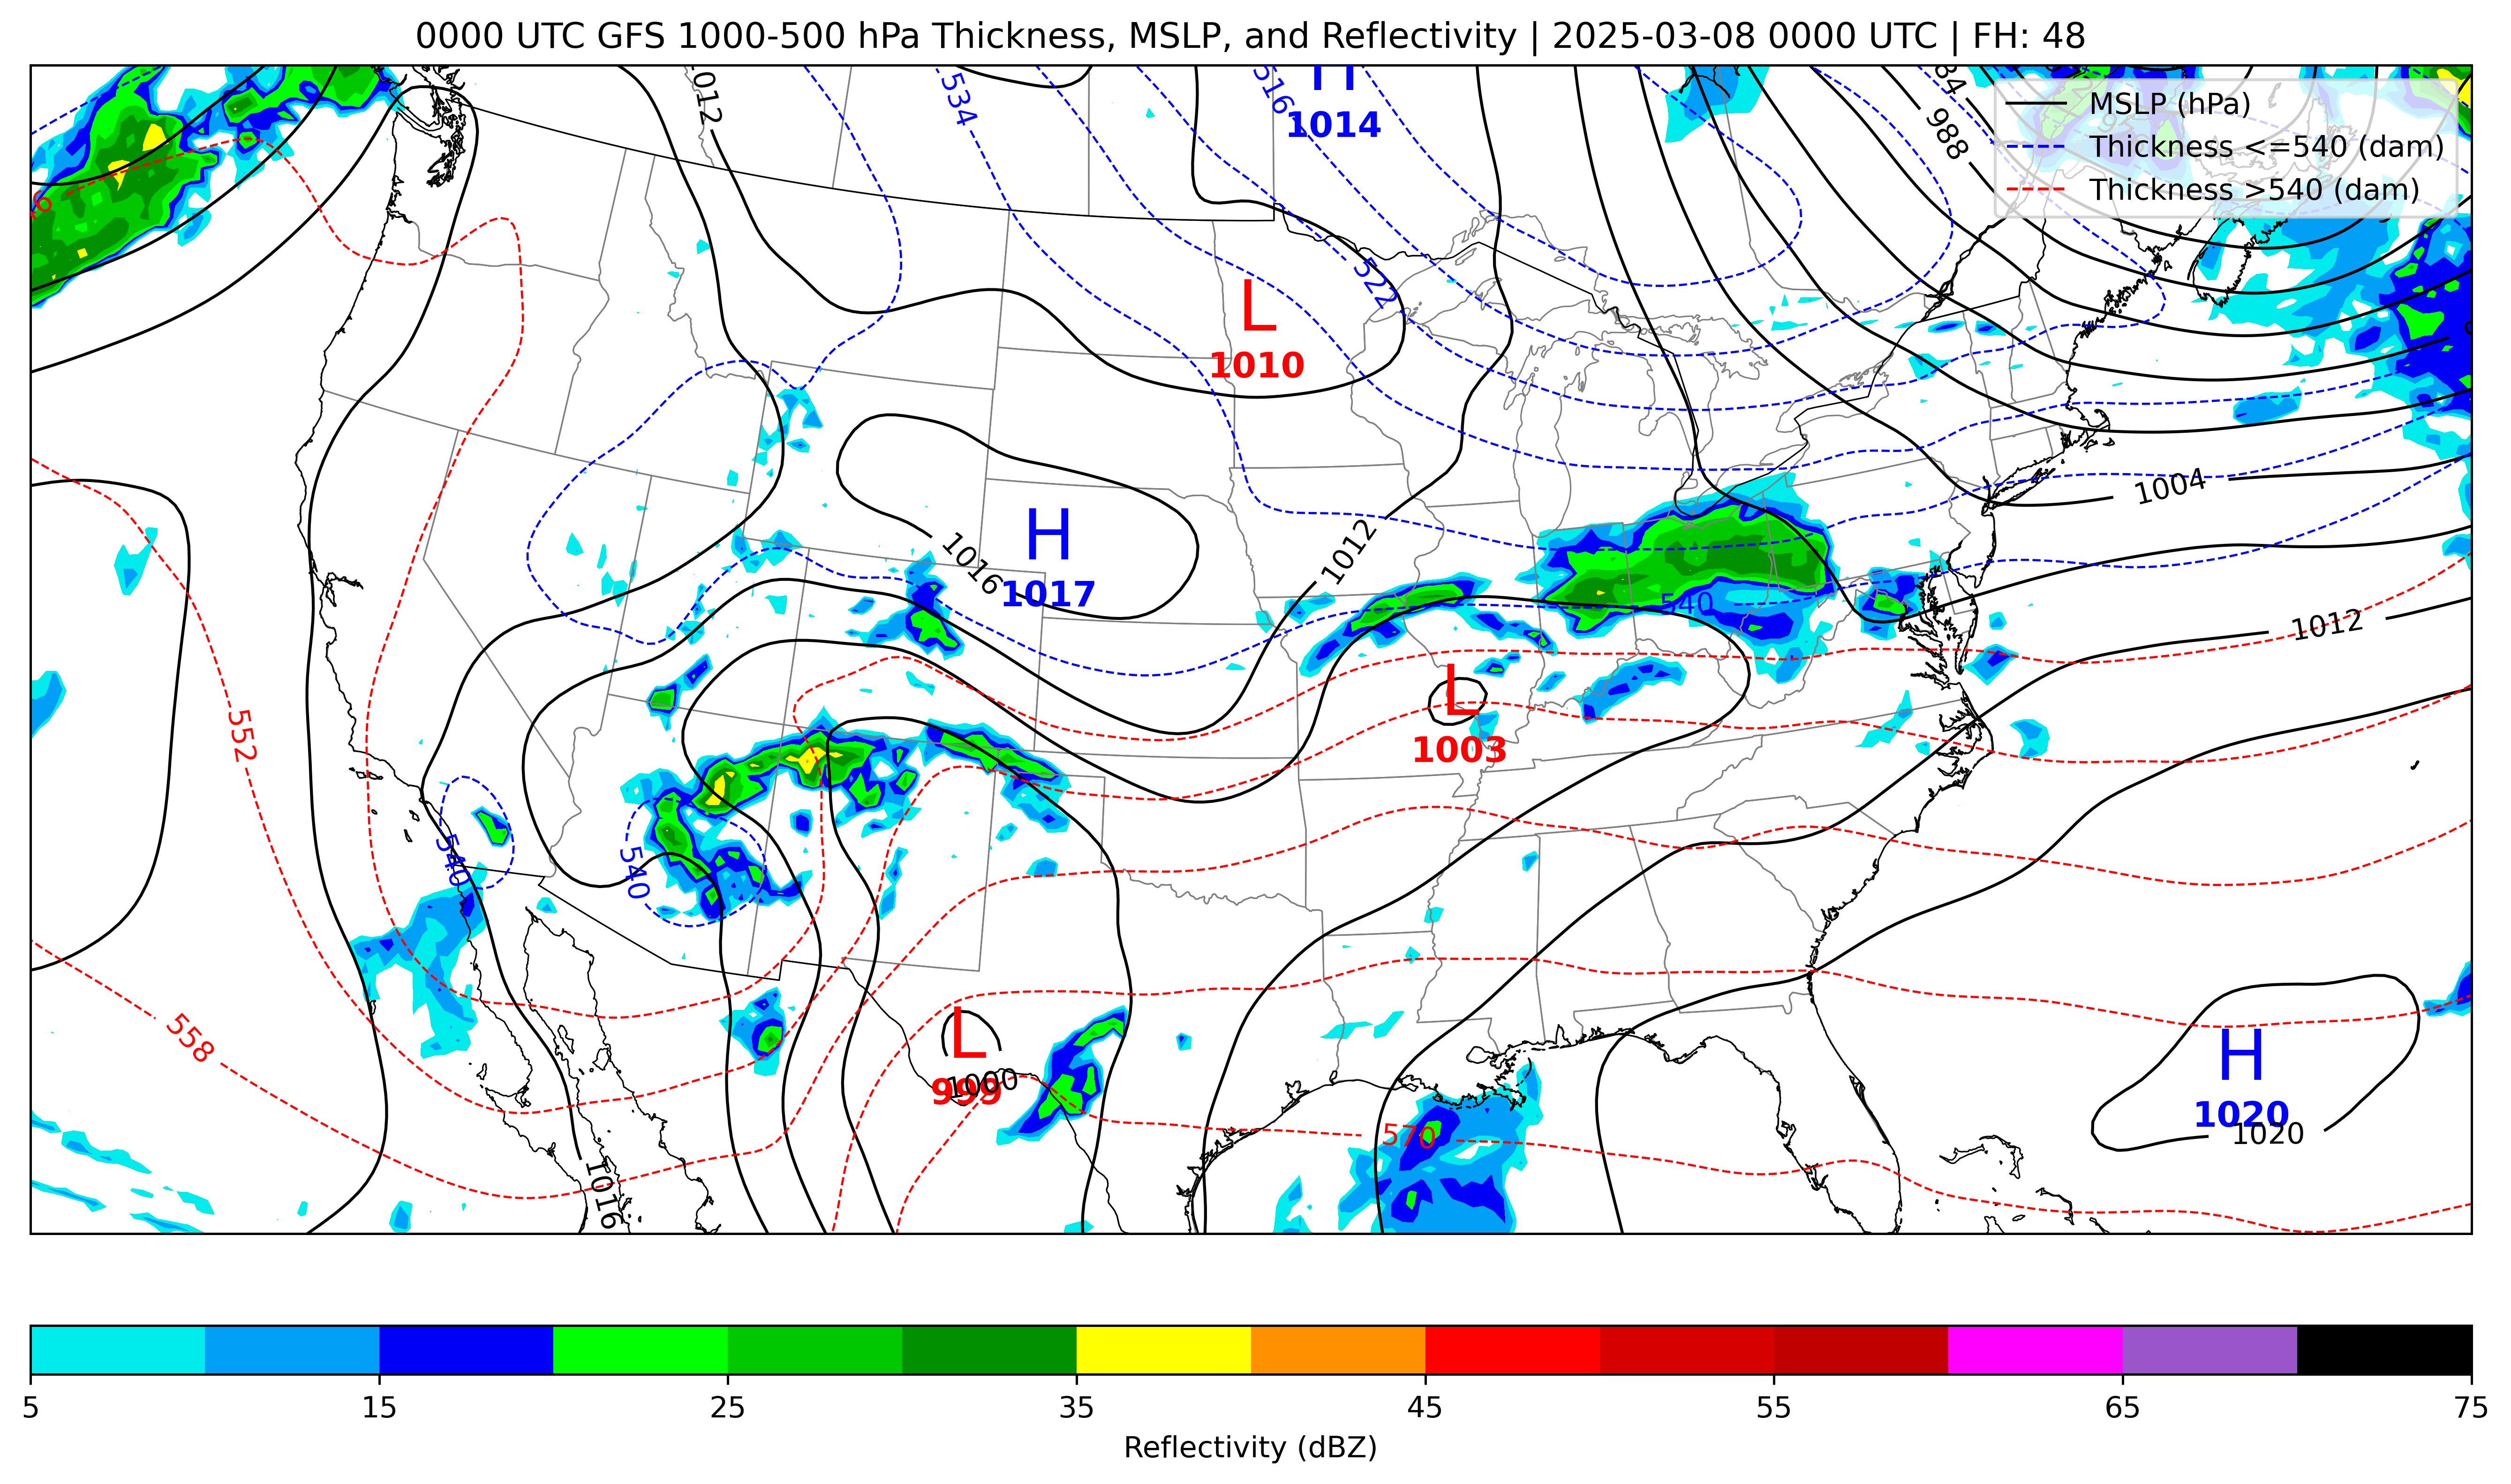 0000 UTC GFS 1000-500 hPa Thickness, MSLP, and Reflectivity | 2025-03-08 0000 UTC | FH: 48
MSLP (hPa)
Thickness <=540 (dam)
Thickness >540 (dam)
1012
534
516
H
1014
988
522
L
1010
1004
1016
H
1017
1012
540
1012
L
1003
552
540
540
558
L
999
1000
H
1020
1020
570
1016
5
15
25
35
45
55
65
75
Reflectivity (dBZ)